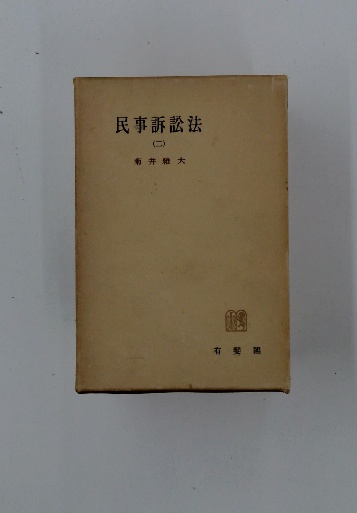 民事訴訟法
(二)
菊井維大
有斐閣